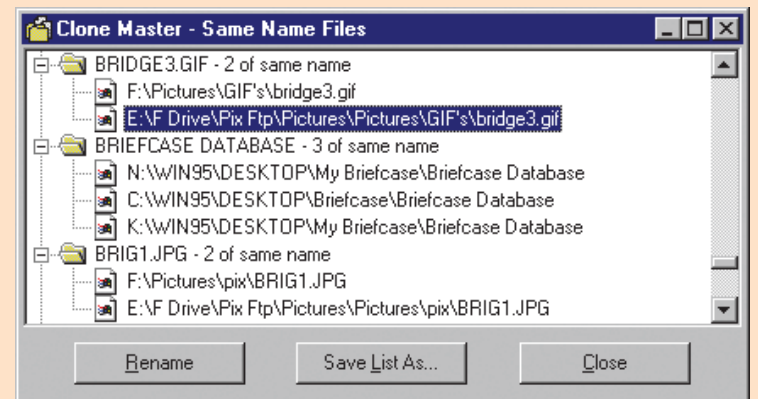 Clone Master - Same Name Files
BRIDGE3.GIF - 2 of same name
F:\Pictures\GIF's\bridge3.gif
E:\F Drive\Pix Ftp\Pictures\Pictures\GIF's\bridge3.gif
BRIEFCASE DATABASE - 3 of same name
N:\WIN95\DESKTOP\My Briefcase\Briefcase Database
C:\WIN95\DESKTOP\Briefcase\Briefcase Database
K:\WIN95\DESKTOP\My Briefcase\Briefcase Database
BRIG1.JPG - 2 of same name
F:\Pictures\pix\BRIG1.JPG
E:\F Drive\Pix Ftp\Pictures\Pictures\pix\BRIG1.JPG
Rename Save List As... Close